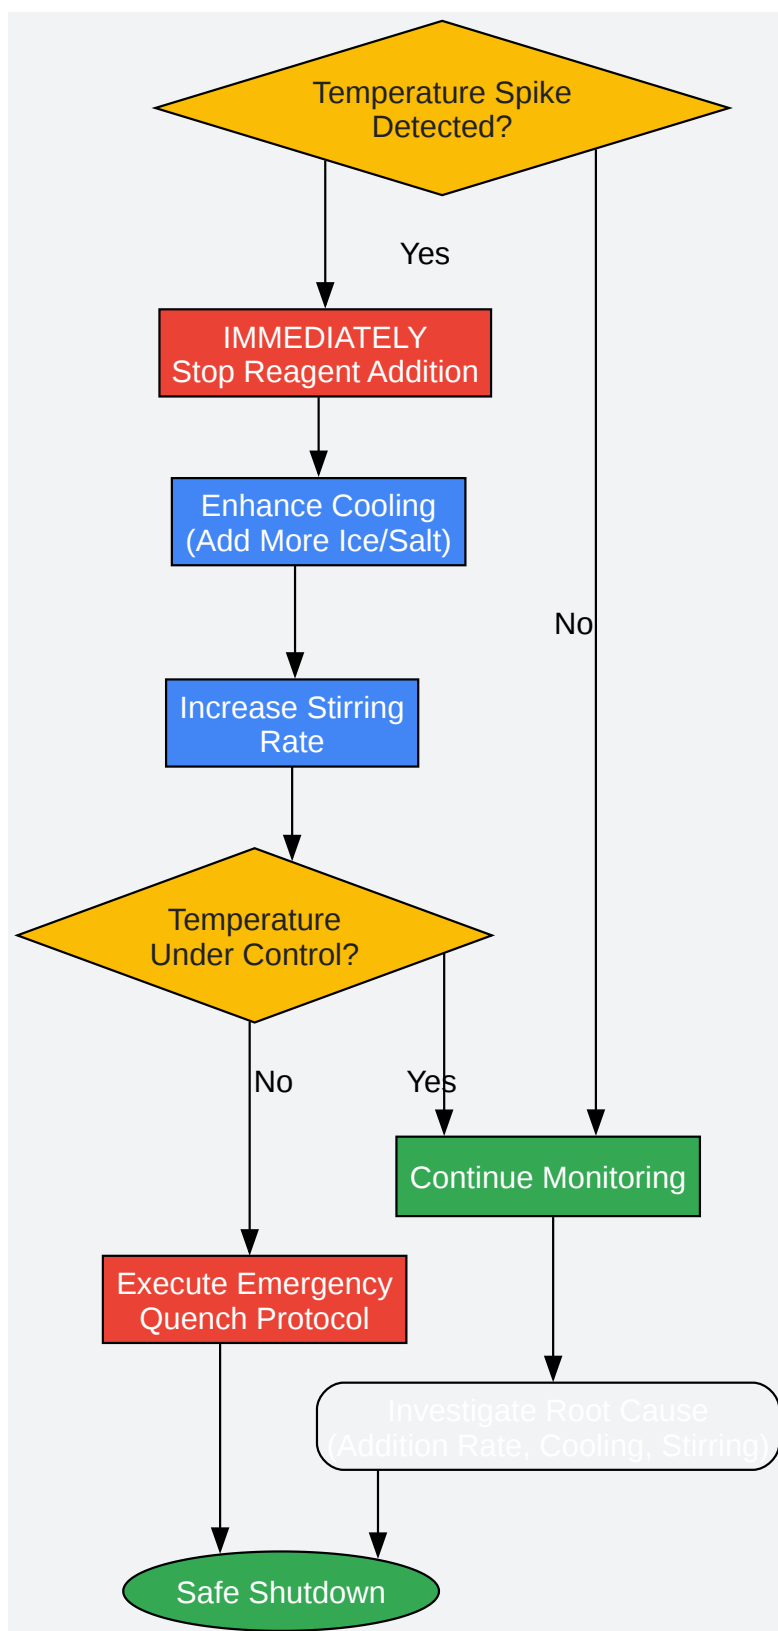 Temperature Spike
Detected?
Yes
IMMEDIATELY
Stop Reagent Addition
Enhance Cooling
(Add More Ice/Salt)
No
Increase Stirring
Rate
Temperature
Under Control?
No
Yes
Continue Monitoring
Execute Emergency
Quench Protocol
Investigate Root Cause
(Addition Rate, Cooling, Stirring)
Safe Shutdown